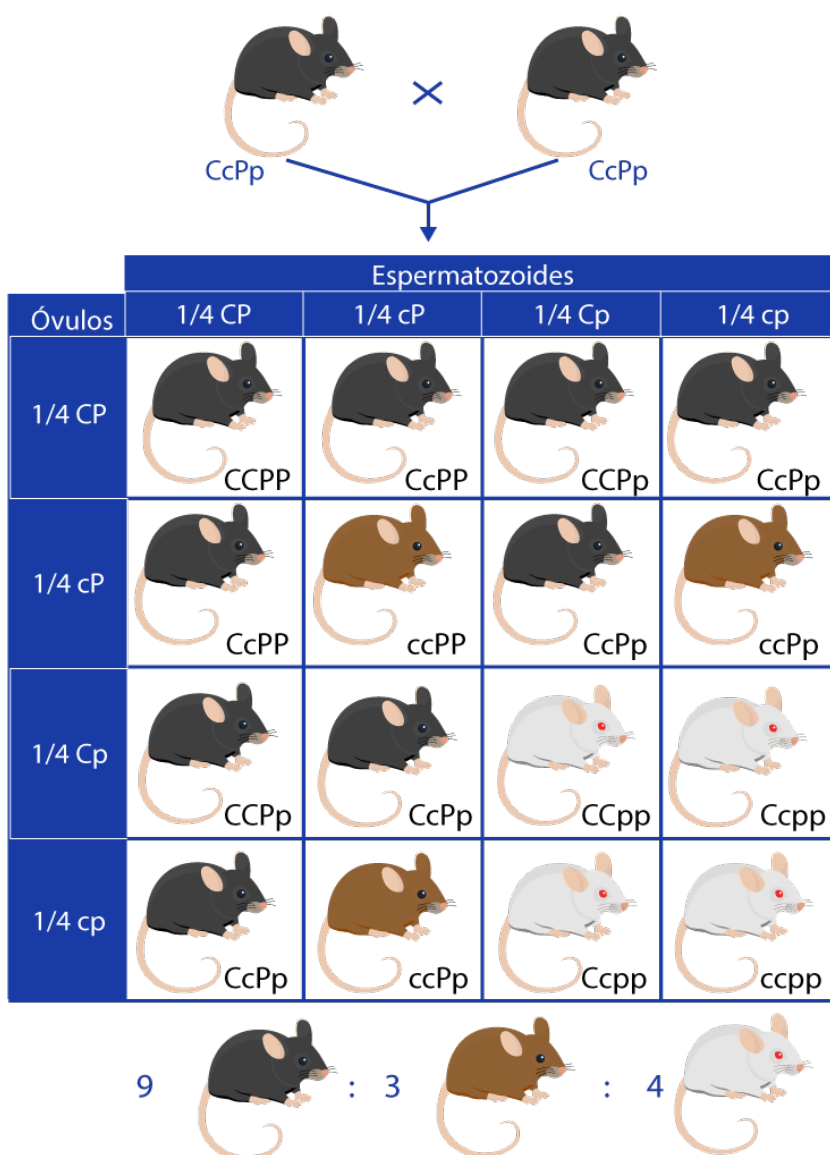 CcPp CcPp
Espermatozoides
Óvulos 1/4 CP 1/4 cP 1/4 Cp 1/4 cp
1/4 CP
CCPP CcPP CCPp CcPp
1/4 cP
CcPP ccPP CcPp ccPp
1/4 Cp
CCPp CcPp CCpp Ccpp
1/4 cp
CcPp ccPp Ccpp ccpp
9 : 3 : 4